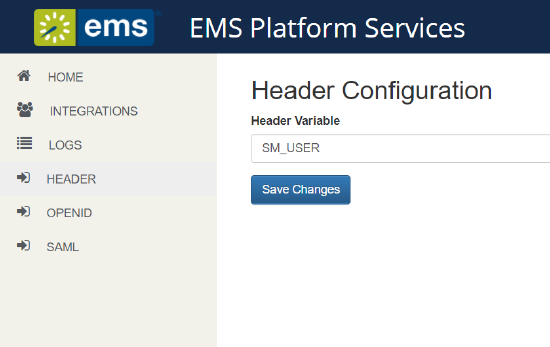 ems EMS Platform Services
HOME
INTEGRATIONS
LOGS
HEADER
OPENID
SAML
Header Configuration
Header Variable
SM_USER
Save Changes